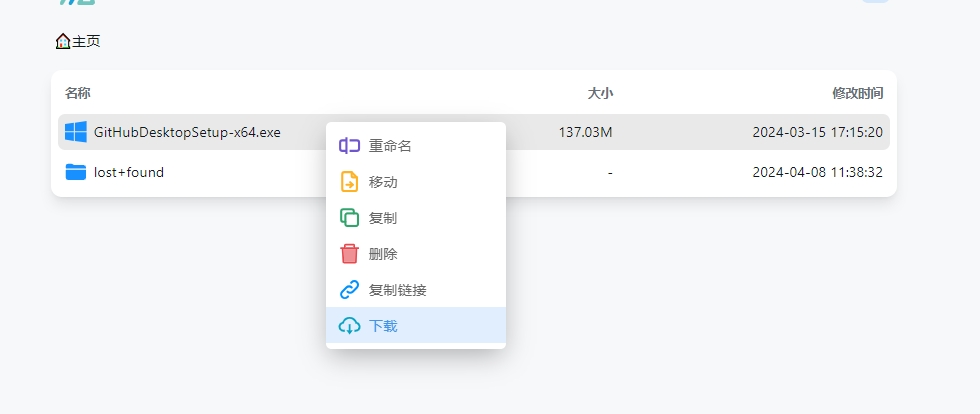 主页
名称 大小 修改时间
GitHubDesktopSetup-x64.exe 137.03M 2024-03-15 17:15:20
lost+found - 2024-04-08 11:38:32
重命名
移动
复制
删除
复制链接
下载